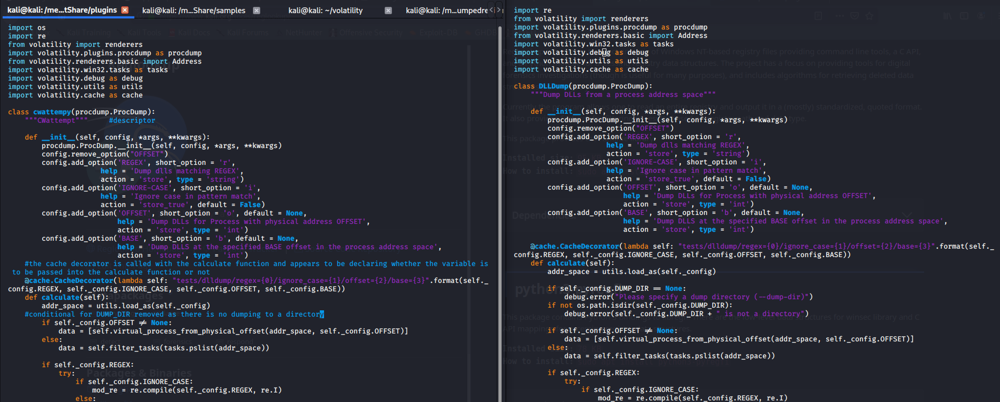 kali@kali: /me...tShare/plugins
kali@kali: /m...Share/samples
kali@kali: ~/volatility
kali@kali: /m...umpedre
import os
import re
from volatility import renderers
import volatility.plugins.procdump as procdump
from volatility.renderers.basic import Address
import volatility.win32.tasks as tasks
import volatility.debug as debug
import volatility.utils as utils
import volatility.cache as cache
class cwattempy(procdump.ProcDump):
"""CWattempt""" #descriptor
def __init__(self, config, *args, **kwargs):
procdump.ProcDump.__init__(self, config, *args, **kwargs)
config.remove_option("OFFSET")
config.add_option('REGEX', short_option = 'r',
help = 'Dump dlls matching REGEX',
action = 'store', type = 'string')
config.add_option('IGNORE-CASE', short_option = 'i',
help = 'Ignore case in pattern match',
action = 'store_true', default = False)
config.add_option('OFFSET', short_option = 'o', default = None,
help = 'Dump DLLs for Process with physical address OFFSET',
action = 'store', type = 'int')
config.add_option('BASE', short_option = 'b', default = None,
help = 'Dump DLLS at the specified BASE offset in the process address space',
action = 'store', type = 'int')
#the cache decorator is called with the calculate function and appears to be declaring whether the variable is
to be passed into the calculate function or not
@cache.CacheDecorator(lambda self: "tests/dlldump/regex={0}/ignore_case={1}/offset={2}/base={3}".format(self._
config.REGEX, self._config.IGNORE_CASE, self._config.OFFSET, self._config.BASE))
def calculate(self):
addr_space = utils.load_as(self._config)
#conditional for DUMP_DIR removed as there is no dumping to a directory
if self._config.OFFSET != None:
data = [self.virtual_process_from_physical_offset(addr_space, self._config.OFFSET)]
else:
data = self.filter_tasks(tasks.pslist(addr_space))
if self._config.REGEX:
try:
if self._config.IGNORE_CASE:
mod_re = re.compile(self._config.REGEX, re.I)
else:
import re
from volatility import renderers
import volatility.plugins.procdump as procdump
from volatility.renderers.basic import Address
import volatility.win32.tasks as tasks
import volatility.debug as debug
import volatility.utils as utils
import volatility.cache as cache
class DLLDump(procdump.ProcDump):
"""Dump DLLs from a process address space"""
def __init__(self, config, *args, **kwargs):
procdump.ProcDump.__init__(self, config, *args, **kwargs)
config.remove_option("OFFSET")
config.add_option('REGEX', short_option = 'r',
help = 'Dump dlls matching REGEX',
action = 'store', type = 'string')
config.add_option('IGNORE-CASE', short_option = 'i',
help = 'Ignore case in pattern match',
action = 'store_true', default = False)
config.add_option('OFFSET', short_option = 'o', default = None,
help = 'Dump DLLs for Process with physical address OFFSET',
action = 'store', type = 'int')
config.add_option('BASE', short_option = 'b', default = None,
help = 'Dump DLLS at the specified BASE offset in the process address space',
action = 'store', type = 'int')
@cache.CacheDecorator(lambda self: "tests/dlldump/regex={0}/ignore_case={1}/offset={2}/base={3}".format(self._
config.REGEX, self._config.IGNORE_CASE, self._config.OFFSET, self._config.BASE))
def calculate(self):
addr_space = utils.load_as(self._config)
if self._config.DUMP_DIR == None:
debug.error("Please specify a dump directory (--dump-dir)")
if not os.path.isdir(self._config.DUMP_DIR):
debug.error(self._config.DUMP_DIR + " is not a directory")
if self._config.OFFSET != None:
data = [self.virtual_process_from_physical_offset(addr_space, self._config.OFFSET)]
else:
data = self.filter_tasks(tasks.pslist(addr_space))
if self._config.REGEX:
try:
if self._config.IGNORE_CASE:
mod_re = re.compile(self._config.REGEX, re.I)